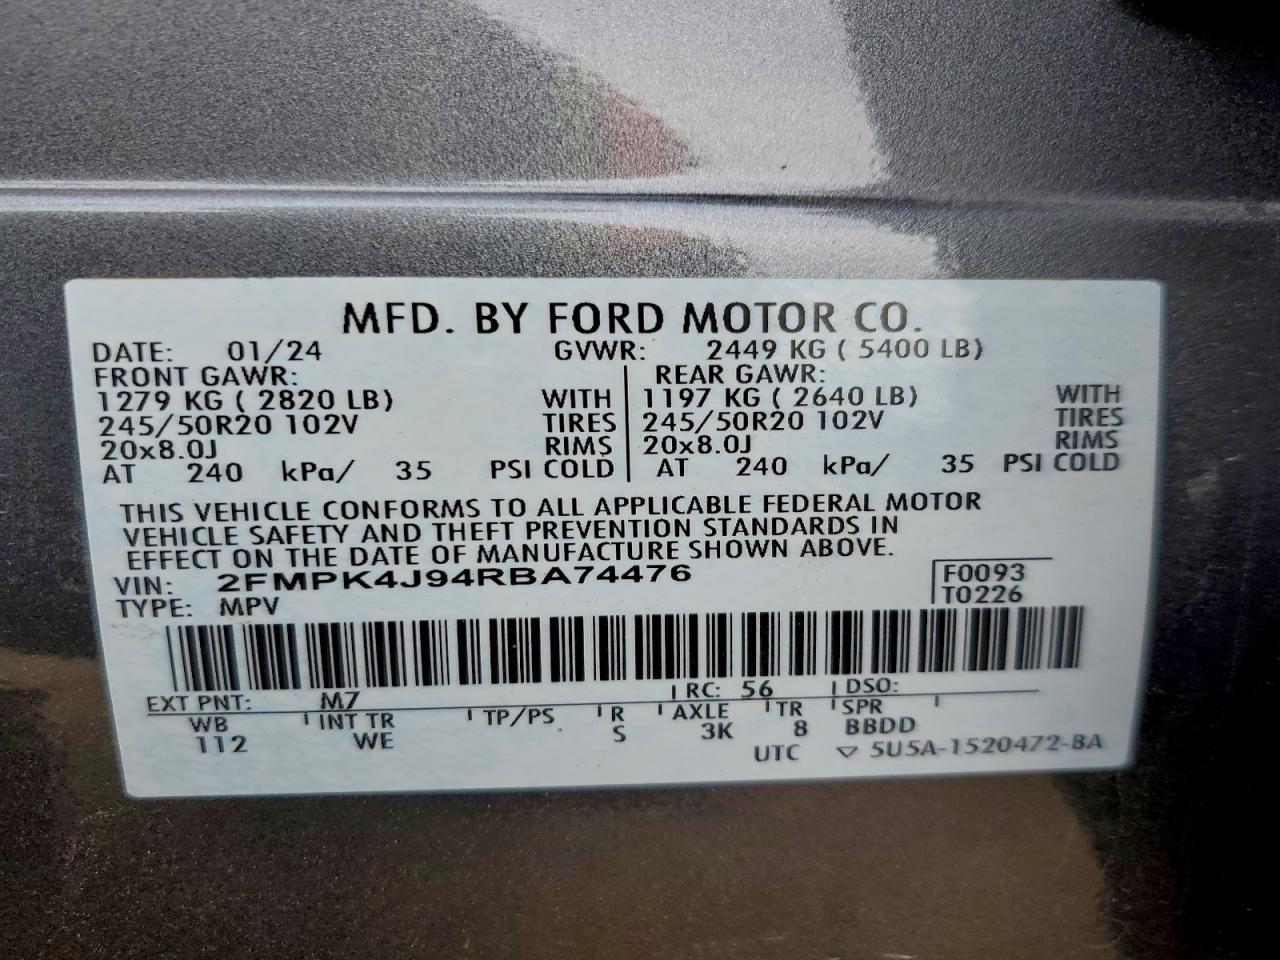 MFD. BY FORD MOTOR CO.
DATE: 01/24 GVWR: 2449 KG ( 5400 LB)
FRONT GAWR: REAR GAWR:
1279 KG ( 2820 LB) WITH 1197 KG ( 2640 LB) WITH
245/50R20 102V TIRES 245/50R20 102V TIRES
20x8.0J RIMS 20x8.0J RIMS
AT 240 kPa/ 35 PSI COLD AT 240 kPa/ 35 PSI COLD
THIS VEHICLE CONFORMS TO ALL APPLICABLE FEDERAL MOTOR
VEHICLE SAFETY AND THEFT PREVENTION STANDARDS IN
EFFECT ON THE DATE OF MANUFACTURE SHOWN ABOVE.
VIN: 2FMPK4J94RBA74476 F0093
TYPE: MPV T0226
EXT PNT: M7 RC: 56 DSO:
WB INT TR TP/PS R AXLE TR SPR
112 WE S 3K 8 BBDD
UTC ▽ 5U5A-1520472-BA